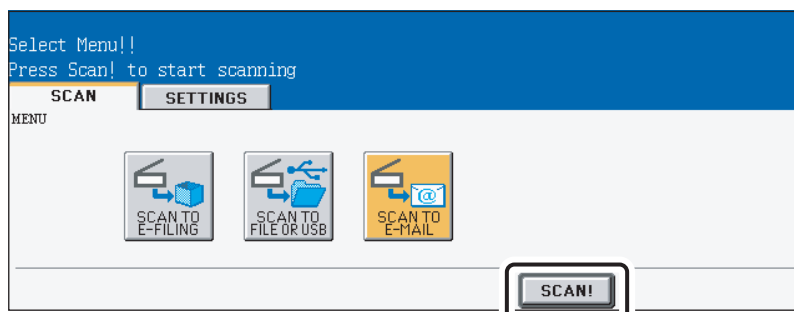 Select Menu!!
Press Scan! to start scanning
SCAN SETTINGS
MENU
SCAN TO
E-FILING
SCAN TO
FILE OR USB
@
SCAN TO
E-MAIL
SCAN!